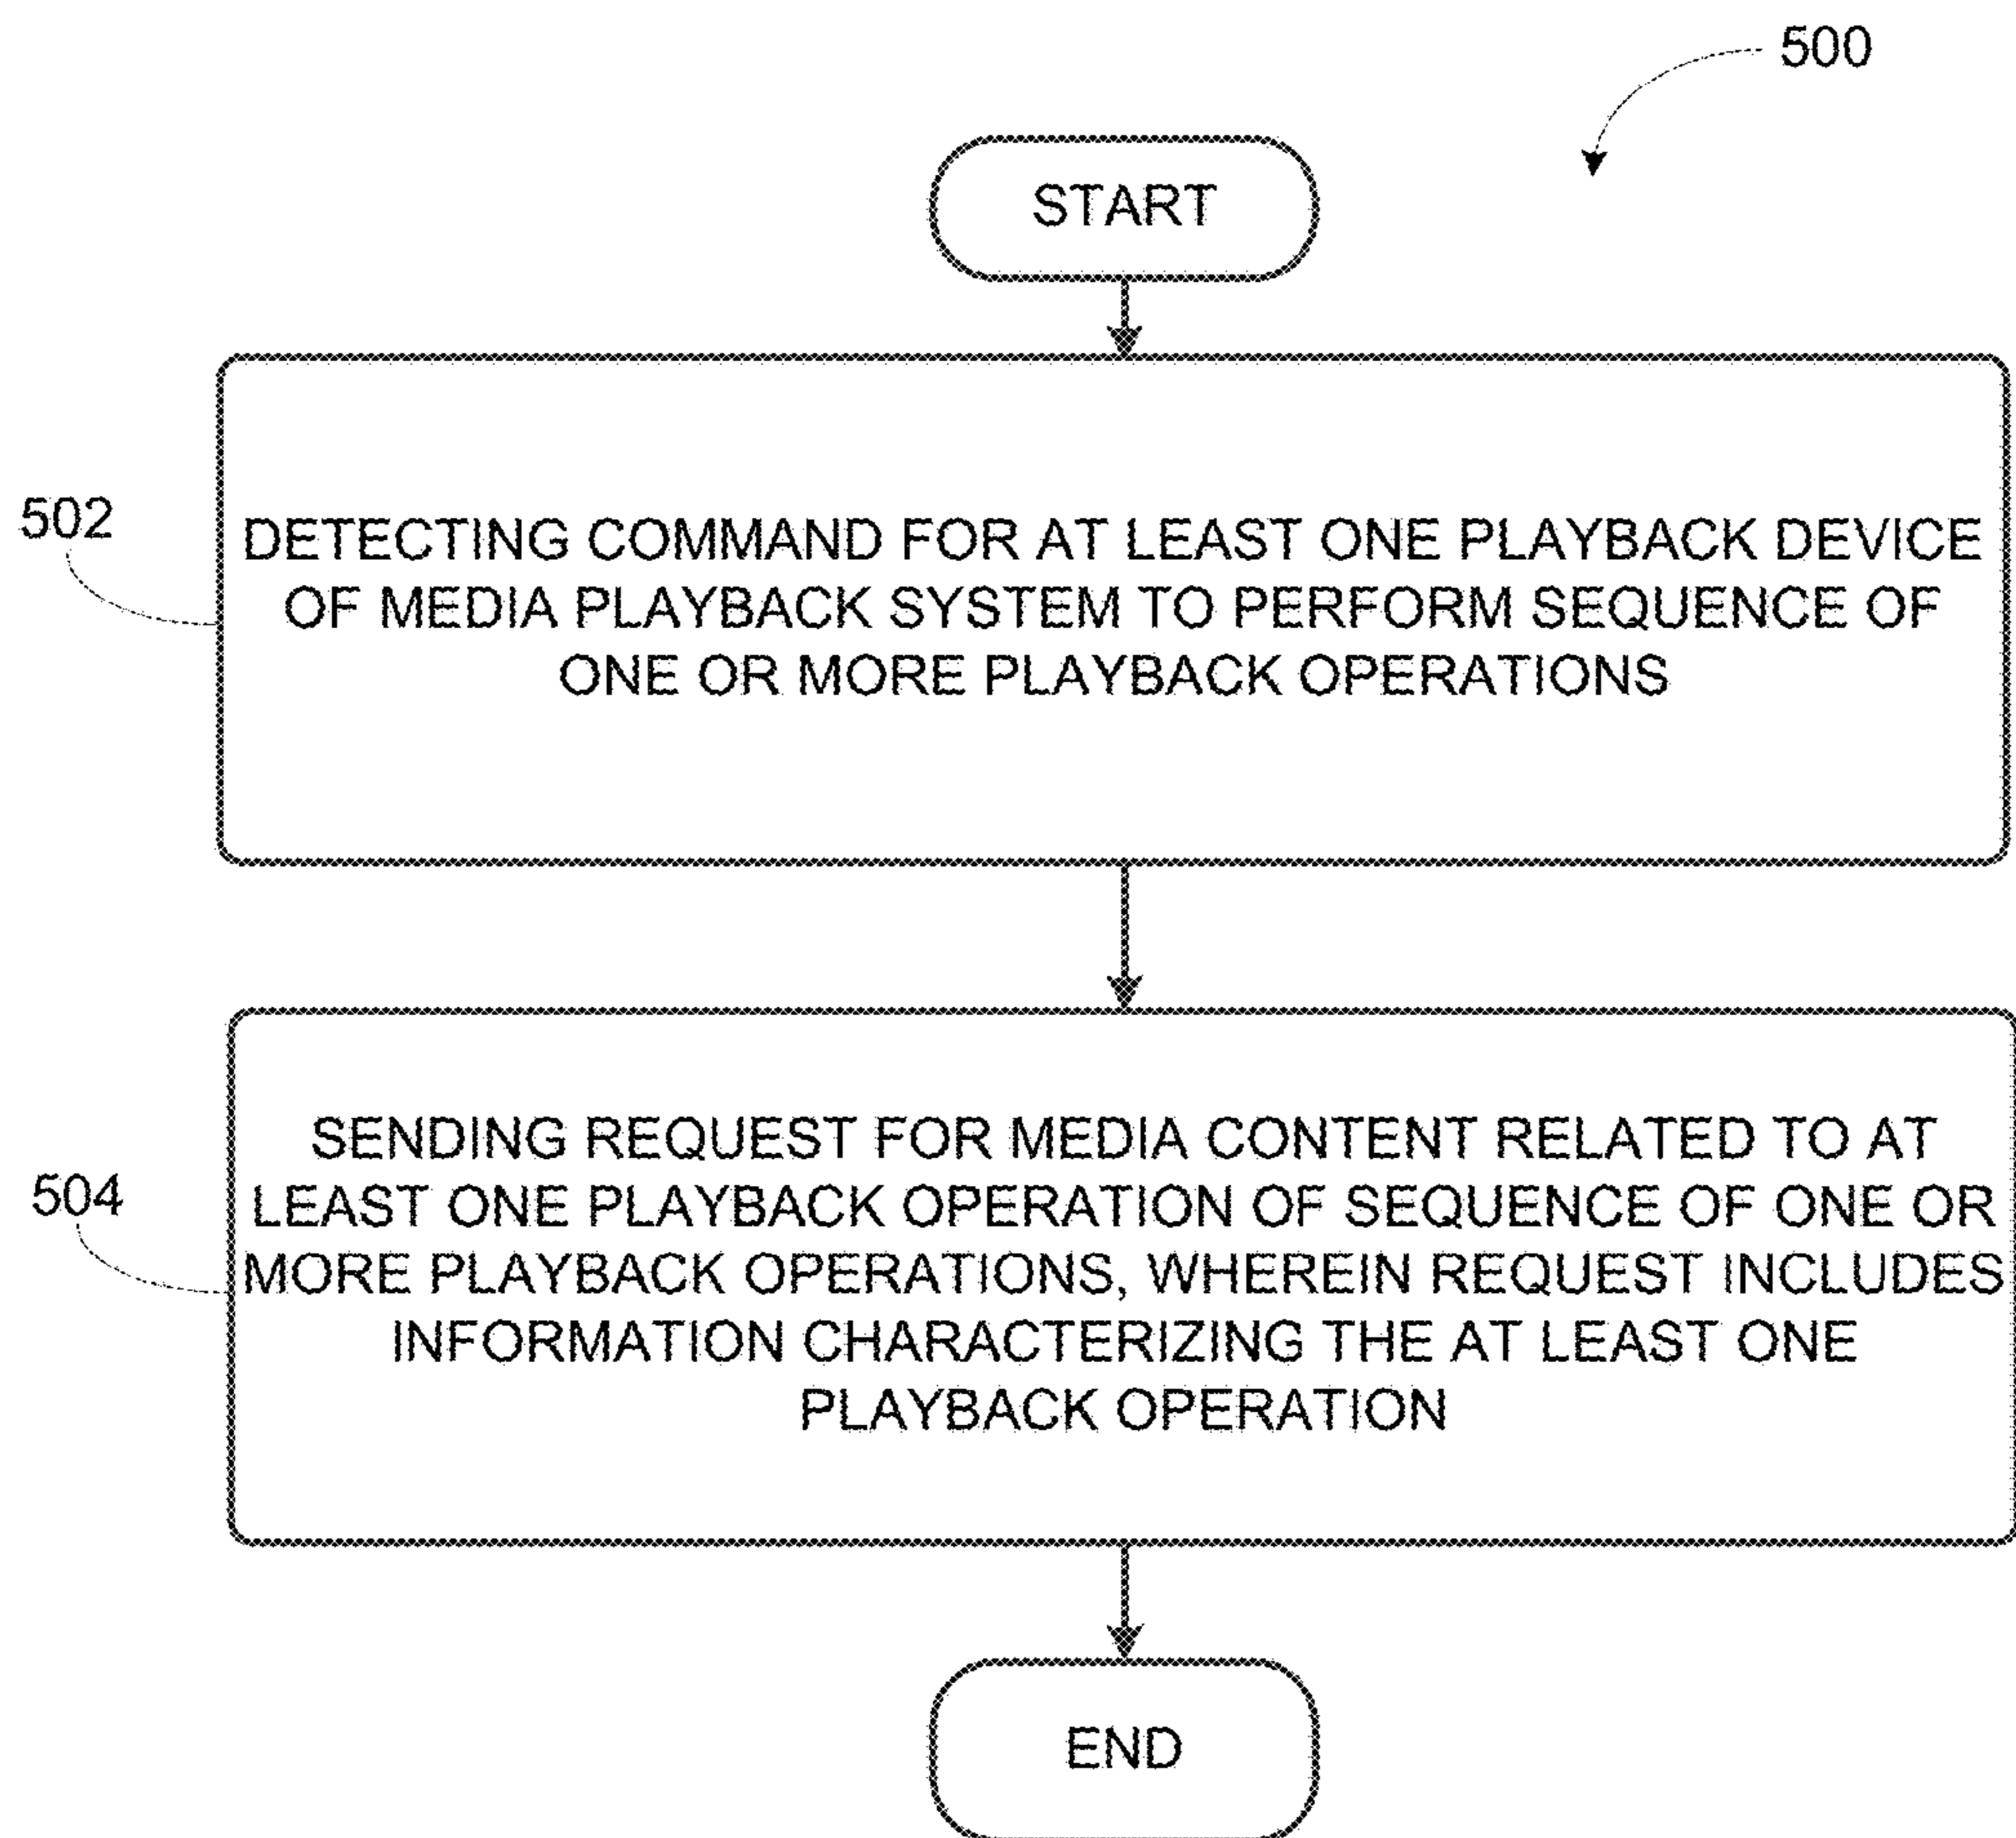 500
START
502
DETECTING COMMAND FOR AT LEAST ONE PLAYBACK DEVICE
OF MEDIA PLAYBACK SYSTEM TO PERFORM SEQUENCE OF
ONE OR MORE PLAYBACK OPERATIONS
504
SENDING REQUEST FOR MEDIA CONTENT RELATED TO AT
LEAST ONE PLAYBACK OPERATION OF SEQUENCE OF ONE OR
MORE PLAYBACK OPERATIONS, WHEREIN REQUEST INCLUDES
INFORMATION CHARACTERIZING THE AT LEAST ONE
PLAYBACK OPERATION
END